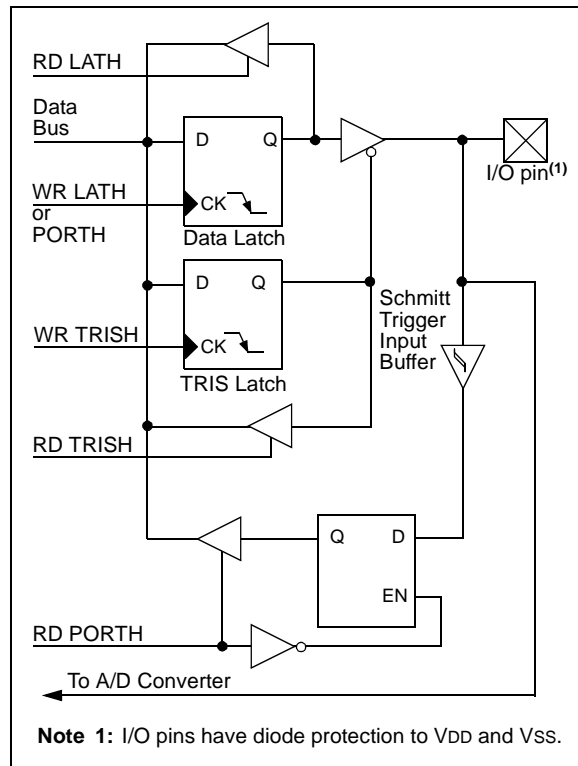 RD LATH
Data
Bus
D Q
I/O pin(1)
WR LATH
or
PORTH
CK
Data Latch
D Q
Schmitt
Trigger
Input
Buffer
WR TRISH
CK
TRIS Latch
RD TRISH
Q D
EN
RD PORTH
To A/D Converter
Note 1: I/O pins have diode protection to VDD and VSS.